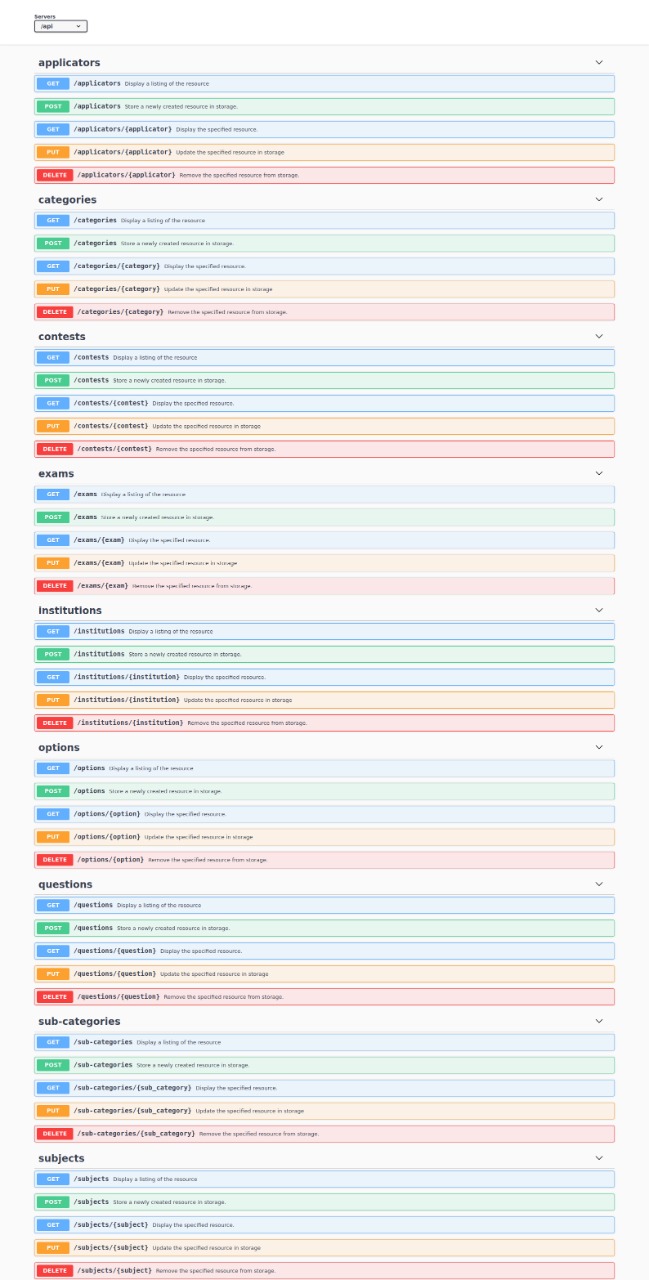 Servers
/api
applicators
GET /applicators Display a listing of the resource
POST /applicators Store a newly created resource in storage.
GET /applicators/{applicator} Display the specified resource.
PUT /applicators/{applicator} Update the specified resource in storage
DELETE /applicators/{applicator} Remove the specified resource from storage.
categories
GET /categories Display a listing of the resource
POST /categories Store a newly created resource in storage.
GET /categories/{category} Display the specified resource.
PUT /categories/{category} Update the specified resource in storage
DELETE /categories/{category} Remove the specified resource from storage.
contests
GET /contests Display a listing of the resource
POST /contests Store a newly created resource in storage.
GET /contests/{contest} Display the specified resource.
PUT /contests/{contest} Update the specified resource in storage
DELETE /contests/{contest} Remove the specified resource from storage.
exams
GET /exams Display a listing of the resource
POST /exams Store a newly created resource in storage.
GET /exams/{exam} Display the specified resource.
PUT /exams/{exam} Update the specified resource in storage
DELETE /exams/{exam} Remove the specified resource from storage.
institutions
GET /institutions Display a listing of the resource
POST /institutions Store a newly created resource in storage.
GET /institutions/{institution} Display the specified resource.
PUT /institutions/{institution} Update the specified resource in storage
DELETE /institutions/{institution} Remove the specified resource from storage.
options
GET /options Display a listing of the resource
POST /options Store a newly created resource in storage.
GET /options/{option} Display the specified resource.
PUT /options/{option} Update the specified resource in storage
DELETE /options/{option} Remove the specified resource from storage.
questions
GET /questions Display a listing of the resource
POST /questions Store a newly created resource in storage.
GET /questions/{question} Display the specified resource.
PUT /questions/{question} Update the specified resource in storage
DELETE /questions/{question} Remove the specified resource from storage.
sub-categories
GET /sub-categories Display a listing of the resource
POST /sub-categories Store a newly created resource in storage.
GET /sub-categories/{sub_category} Display the specified resource.
PUT /sub-categories/{sub_category} Update the specified resource in storage
DELETE /sub-categories/{sub_category} Remove the specified resource from storage.
subjects
GET /subjects Display a listing of the resource
POST /subjects Store a newly created resource in storage.
GET /subjects/{subject} Display the specified resource.
PUT /subjects/{subject} Update the specified resource in storage
DELETE /subjects/{subject} Remove the specified resource from storage.